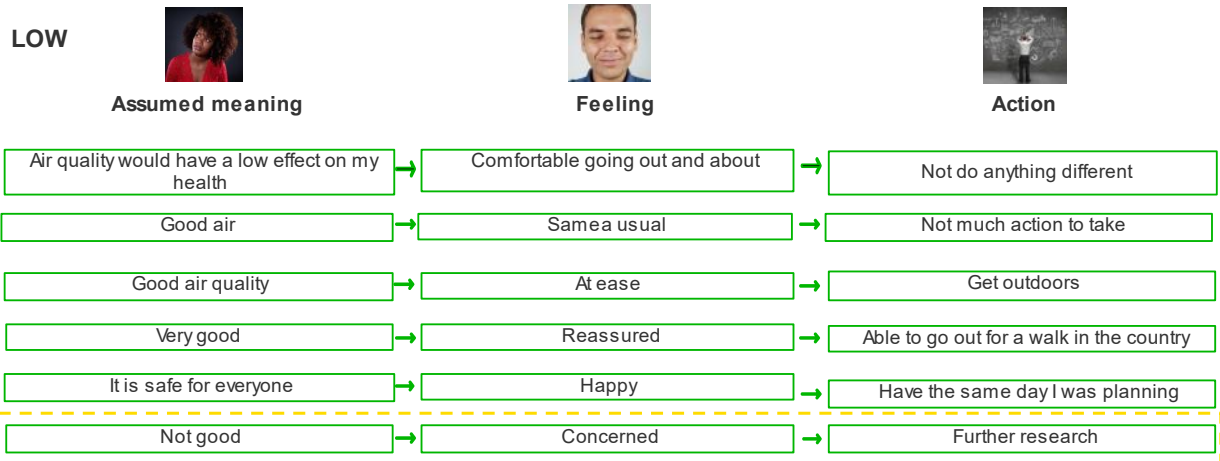 LOW
Assumed meaning
Feeling
Action
Air quality would have a low effect on my
health
Comfortable going out and about
Not do anything different
Good air
Samea usual
Not much action to take
Good air quality
At ease
Get outdoors
Very good
Reassured
Able to go out for a walk in the country
It is safe for everyone
Happy
Have the same day I was planning
Not good
Concerned
Further research